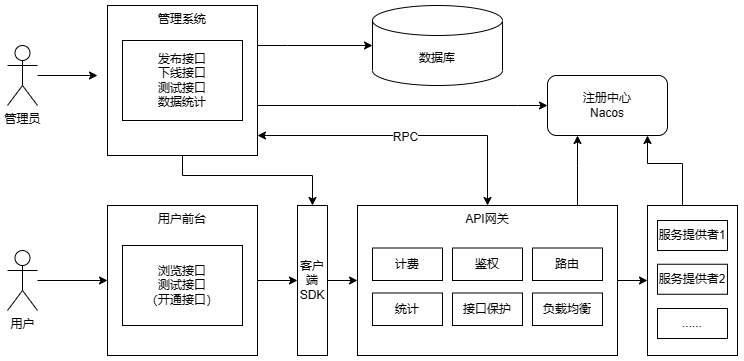 管理系统
发布接口
下线接口
测试接口
数据统计
管理员
数据库
注册中心
Nacos
RPC
用户前台
浏览接口
测试接口
(开通接口)
用户
客户
端
SDK
API网关
计费
鉴权
路由
统计
接口保护
负载均衡
服务提供者1
服务提供者2
......